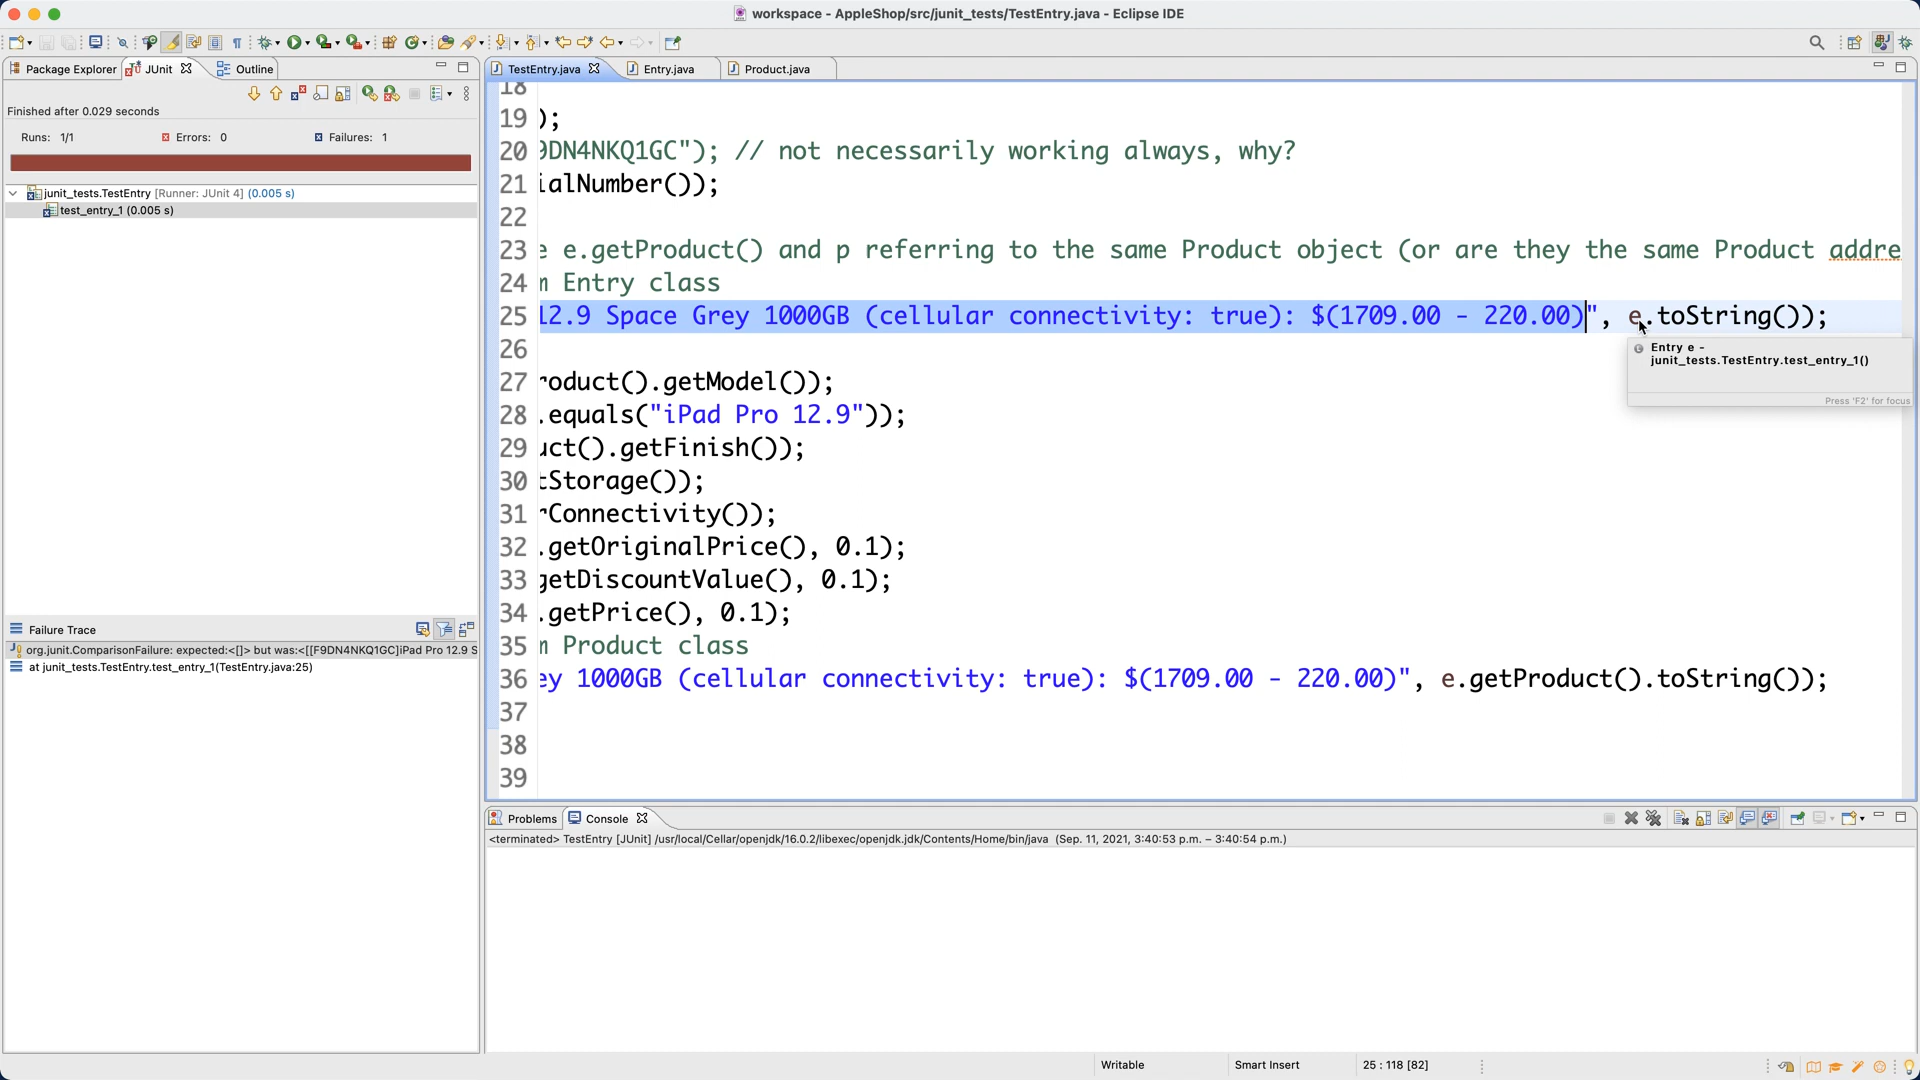 workspace - AppleShop/src/junit_tests/TestEntry.java - Eclipse IDE
Package Explorer
JUnit
Outline
Finished after 0.029 seconds
Runs: 1/1
Errors: 0
Failures: 1
junit_tests.TestEntry [Runner: JUnit 4] (0.005 s)
test_entry_1 (0.005 s)
Failure Trace
org.junit.ComparisonFailure: expected:<[]> but was:<[[F9DN4NKQ1GC]iPad Pro 12.9 S
at junit_tests.TestEntry.test_entry_1(TestEntry.java:25)
TestEntry.java
Entry.java
Product.java
18
19 );
20 9DN4NKQ1GC"); // not necessarily working always, why?
21 ialNumber());
22
23 e e.getProduct() and p referring to the same Product object (or are they the same Product addre
24 m Entry class
25 12.9 Space Grey 1000GB (cellular connectivity: true): $(1709.00 - 220.00)", e.toString());
26
27 roduct().getModel());
28 .equals("iPad Pro 12.9"));
29 uct().getFinish());
30 tStorage());
31 rConnectivity());
32 .getOriginalPrice(), 0.1);
33 getDiscountValue(), 0.1);
34 .getPrice(), 0.1);
35 m Product class
36 ey 1000GB (cellular connectivity: true): $(1709.00 - 220.00)", e.getProduct().toString());
37
38
39
Entry e -
junit_tests.TestEntry.test_entry_1()
Press 'F2' for focus
Problems
Console
<terminated> TestEntry [JUnit] /usr/local/Cellar/openjdk/16.0.2/libexec/openjdk.jdk/Contents/Home/bin/java (Sep. 11, 2021, 3:40:53 p.m. – 3:40:54 p.m.)
Writable
Smart Insert
25 : 118 [82]